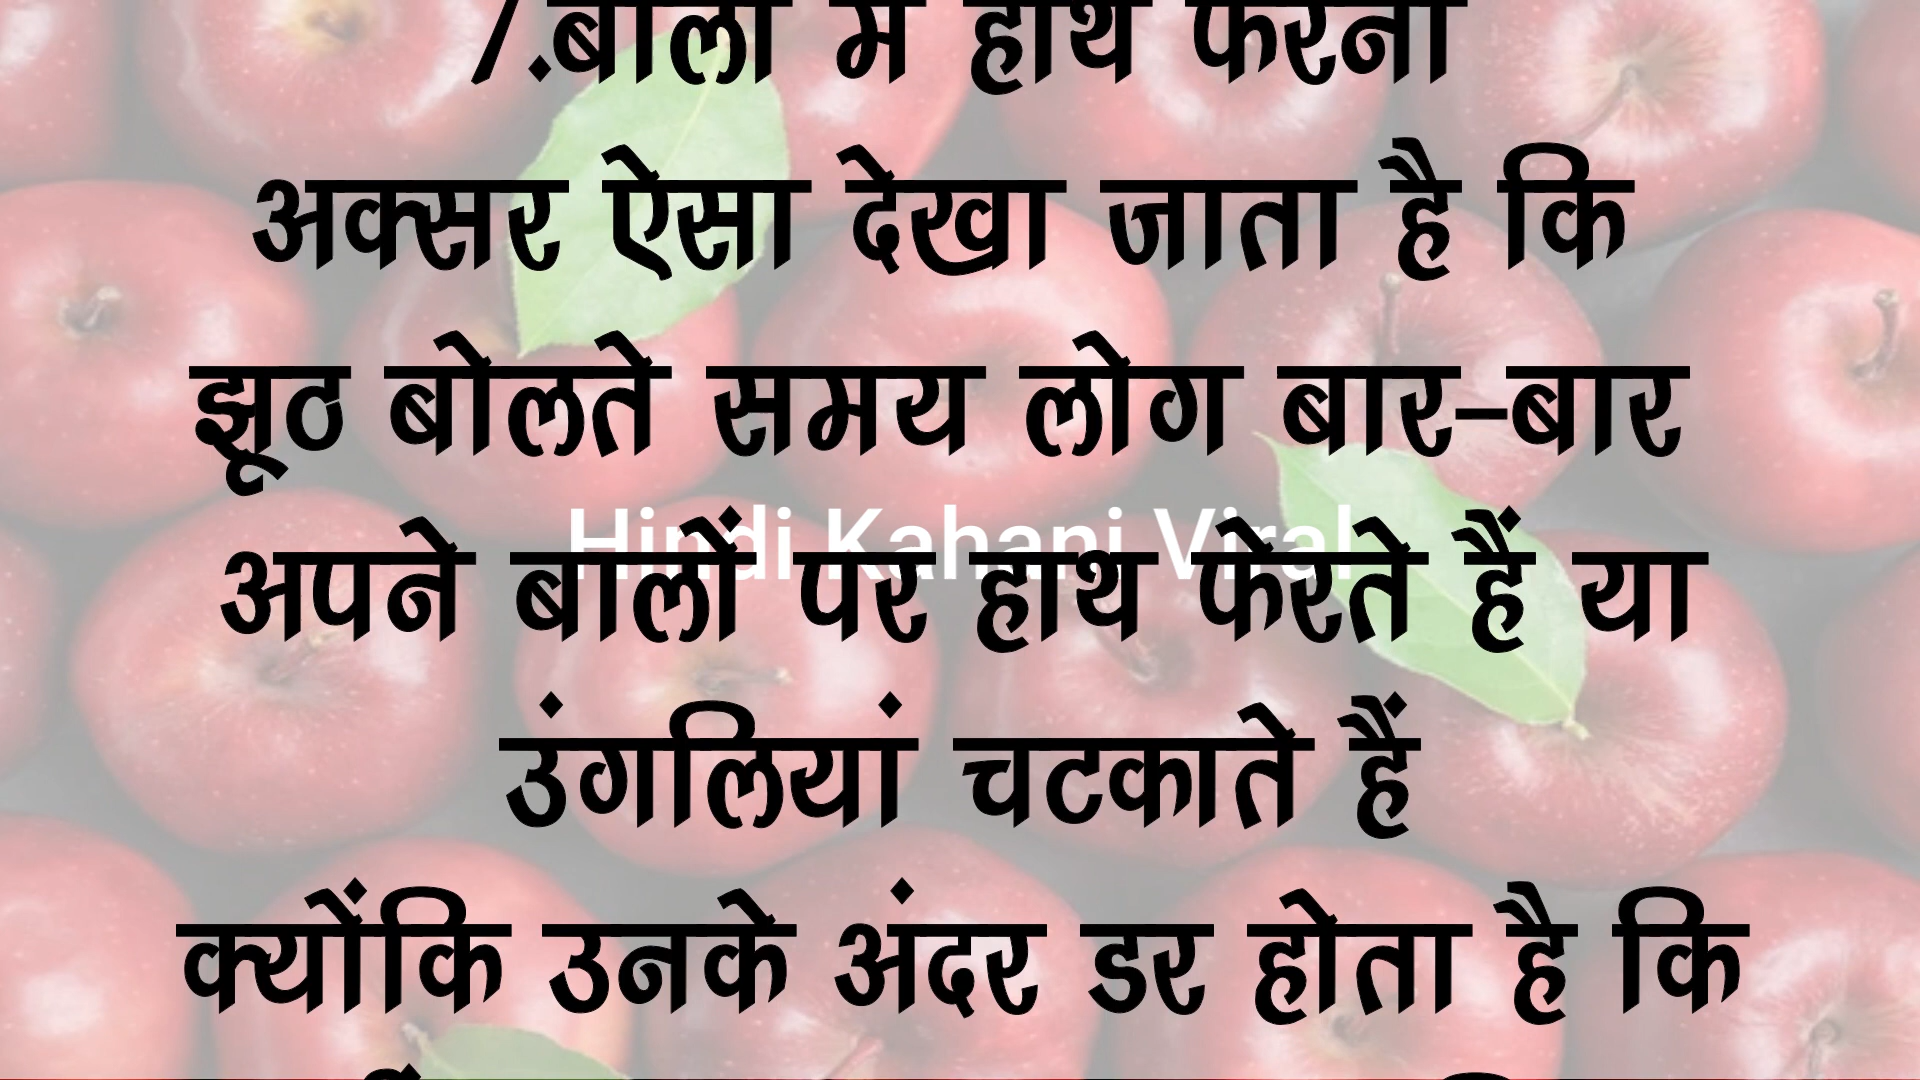 7.बालों में हाथ फेरना
अक्सर ऐसा देखा जाता है कि
झूठ बोलते समय लोग बार-बार
Hindi Kahani Viral
अपने बालों पर हाथ फेरते हैं या
उंगलियां चटकाते हैं
क्योंकि उनके अंदर डर होता है कि